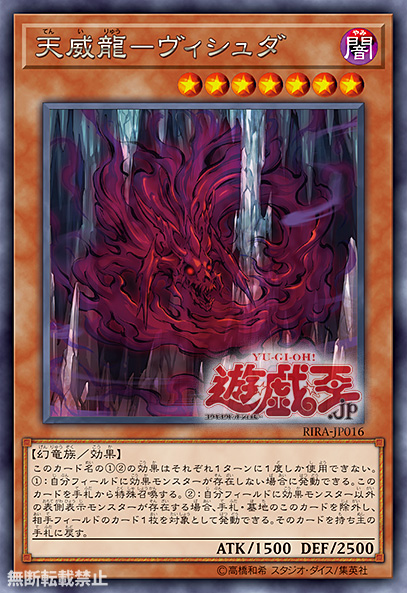 天威龍－ヴィシュダ
闇
YU-GI-OH!
遊戯王
.JP
RIRA-JP016
【幻竜族／効果】
このカード名の①②の効果はそれぞれ1ターンに1度しか使用できない。
①：自分フィールドに効果モンスターが存在しない場合に発動できる。この
カードを手札から特殊召喚する。②：自分フィールドに効果モンスター以外
の表側表示モンスターが存在する場合、手札・墓地のこのカードを除外し、
相手フィールドのカード1枚を対象として発動できる。そのカードを持ち主の
手札に戻す。
ATK/1500 DEF/2500
無断転載禁止
©高橋和希 スタジオ・ダイス/集英社